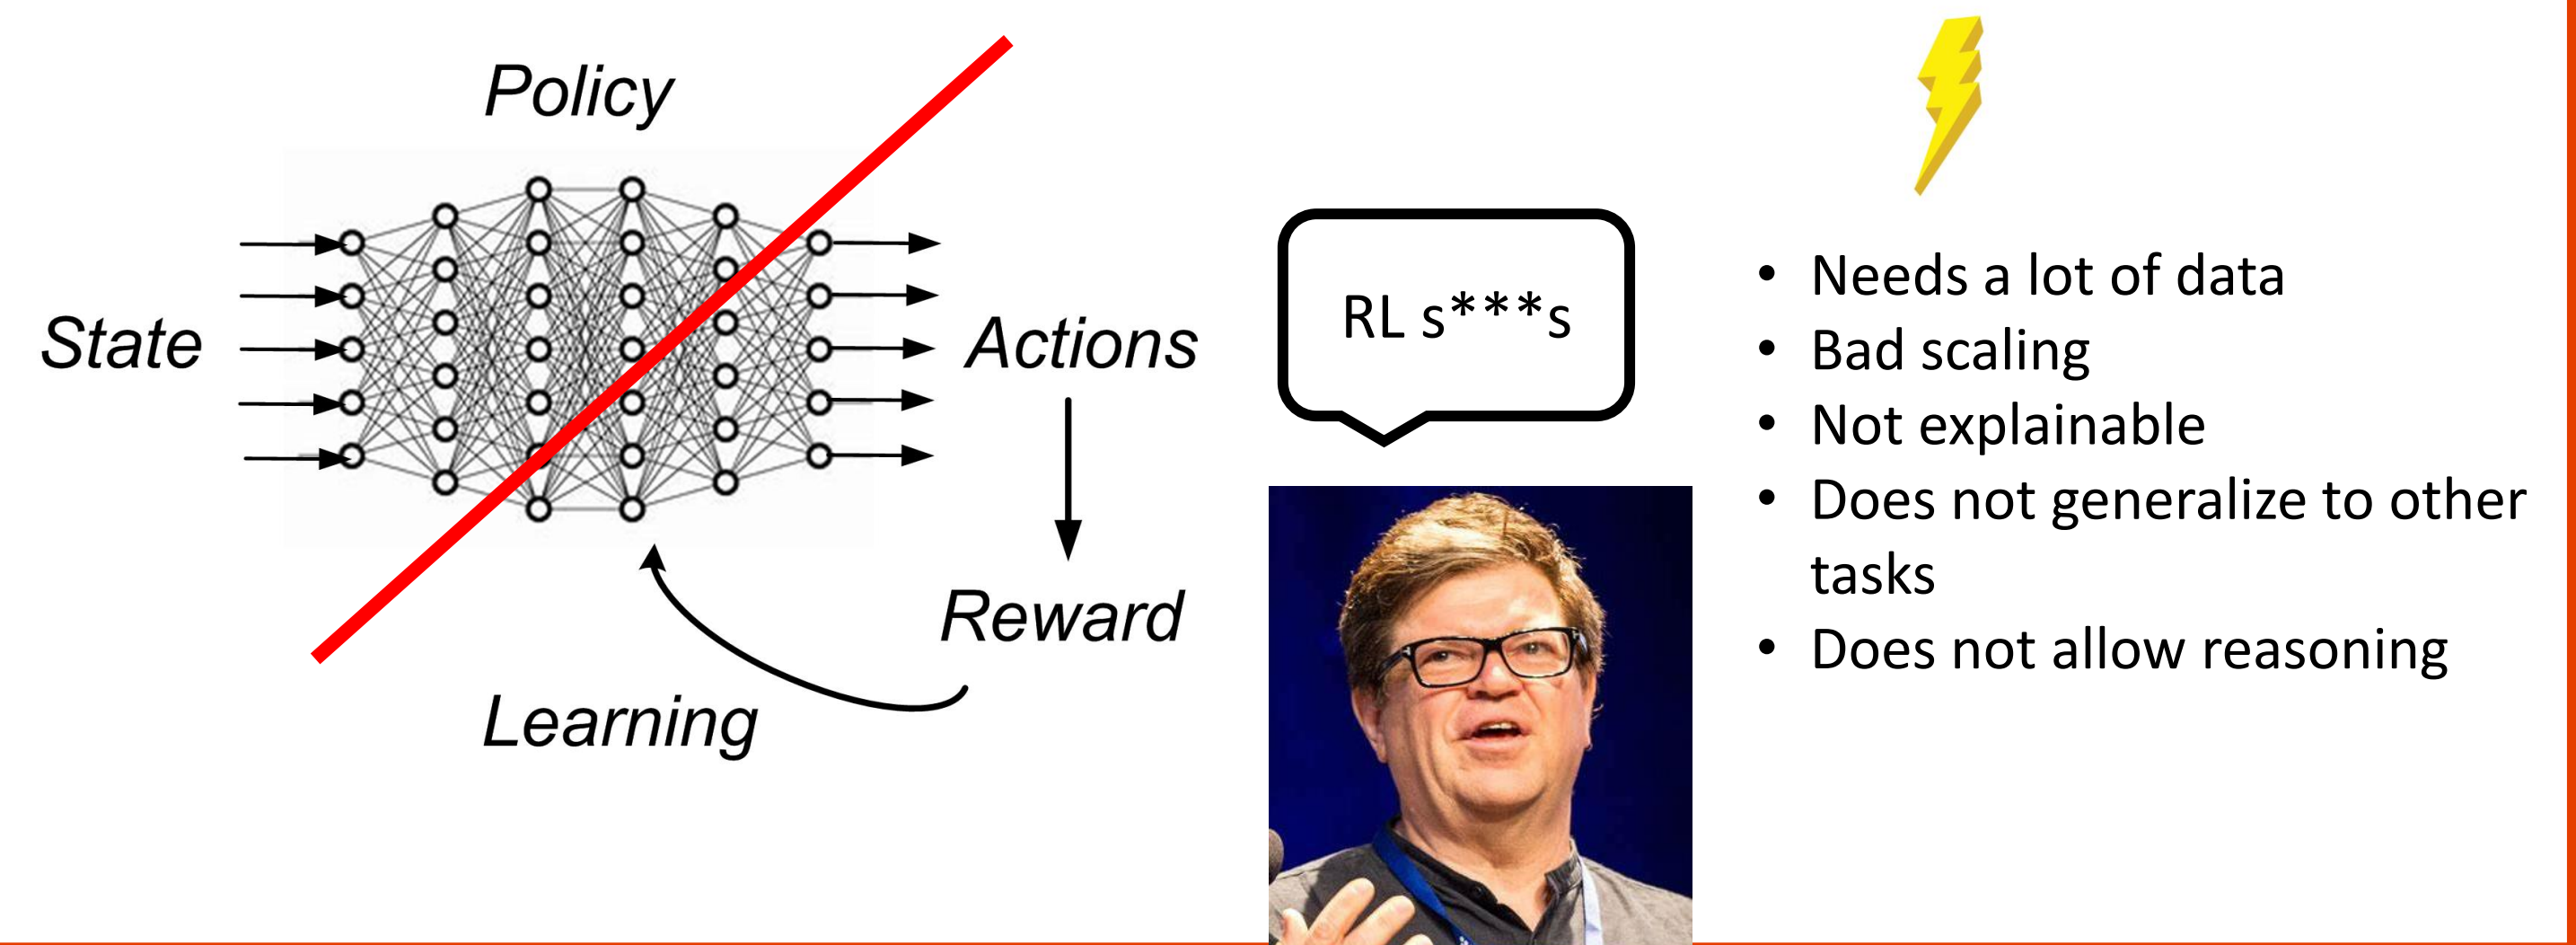 Policy
State
Actions
Reward
Learning
RL s***s
• Needs a lot of data
• Bad scaling
• Not explainable
• Does not generalize to other
tasks
• Does not allow reasoning